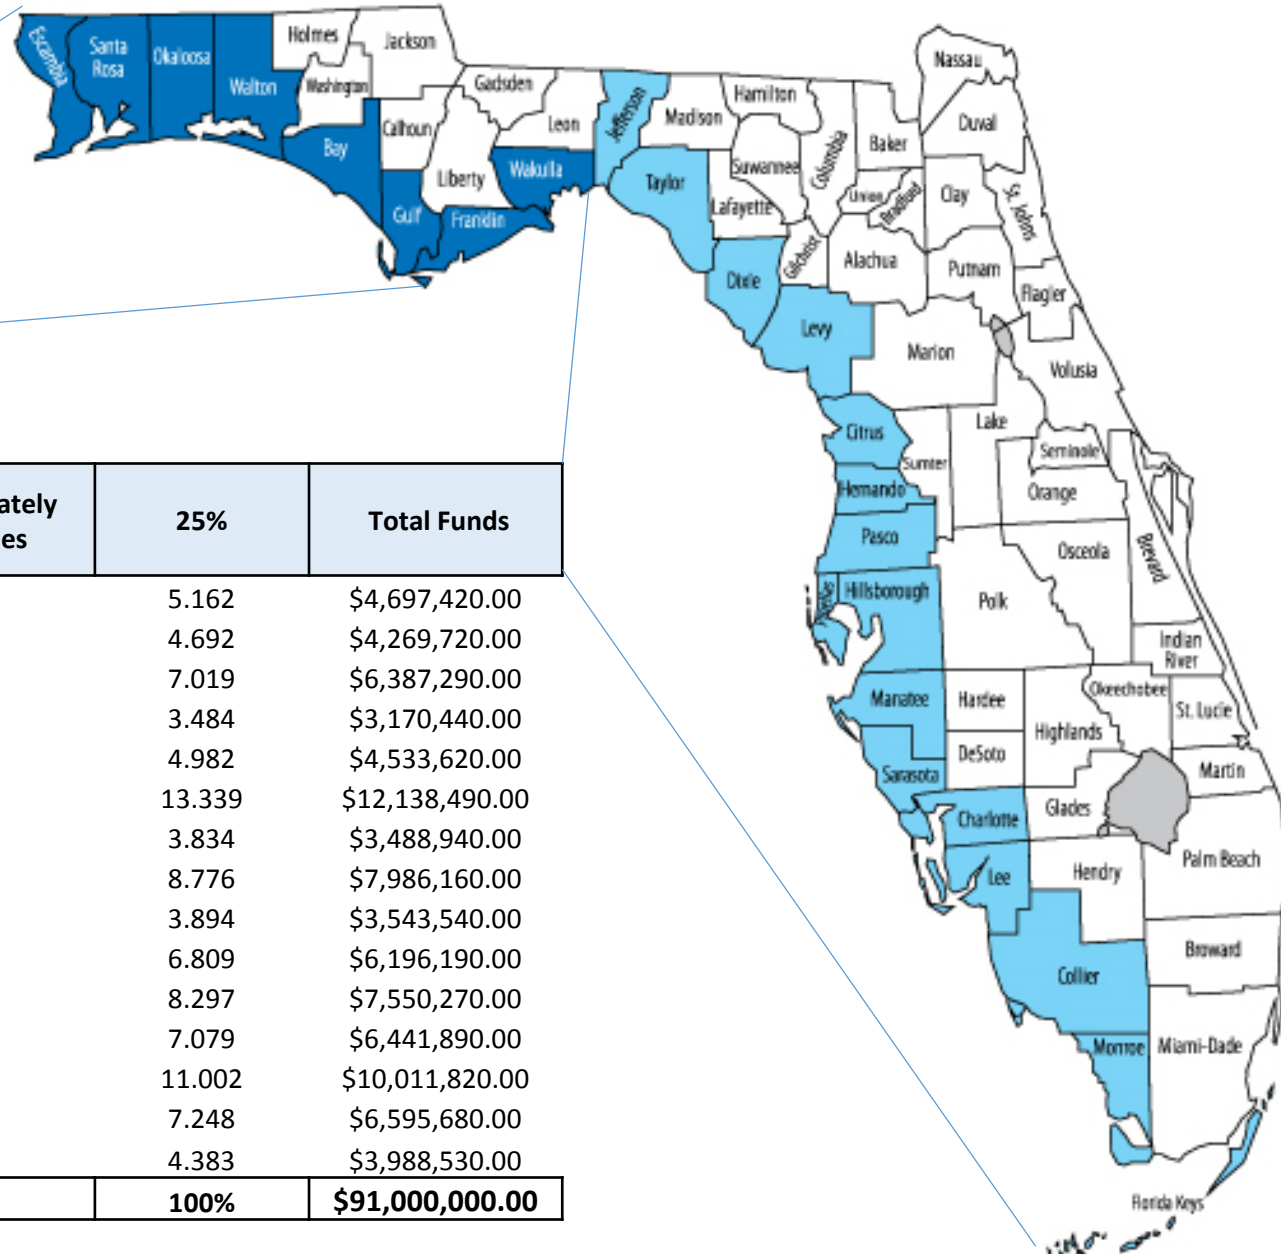 Escambia
Santa
Rosa
Okaloosa
Walton
Holmes
Washington
Jackson
Bay
Calhoun
Gulf
Liberty
Gadsden
Franklin
Leon
Wakulla
Jefferson
Taylor
Madison
Hamilton
Suwannee
Lafayette
Dixie
Columbia
Gilchrist
Baker
Union
Bradford
Alachua
Levy
Nassau
Duval
Clay
St. Johns
Putnam
Flagler
Marion
Volusia
Citrus
Lake
Sumter
Seminole
Hernando
Orange
Pasco
Osceola
Brevard
Pinellas
Hillsborough
Polk
Indian
River
Manatee
Hardee
Okeechobee
St. Lucie
Highlands
DeSoto
Sarasota
Martin
Glades
Charlotte
Palm Beach
Lee
Hendry
Broward
Collier
Monroe
Miami-Dade
Florida Keys
ately
es
25%
Total Funds
5.162 $4,697,420.00
4.692 $4,269,720.00
7.019 $6,387,290.00
3.484 $3,170,440.00
4.982 $4,533,620.00
13.339 $12,138,490.00
3.834 $3,488,940.00
8.776 $7,986,160.00
3.894 $3,543,540.00
6.809 $6,196,190.00
8.297 $7,550,270.00
7.079 $6,441,890.00
11.002 $10,011,820.00
7.248 $6,595,680.00
4.383 $3,988,530.00
100% $91,000,000.00